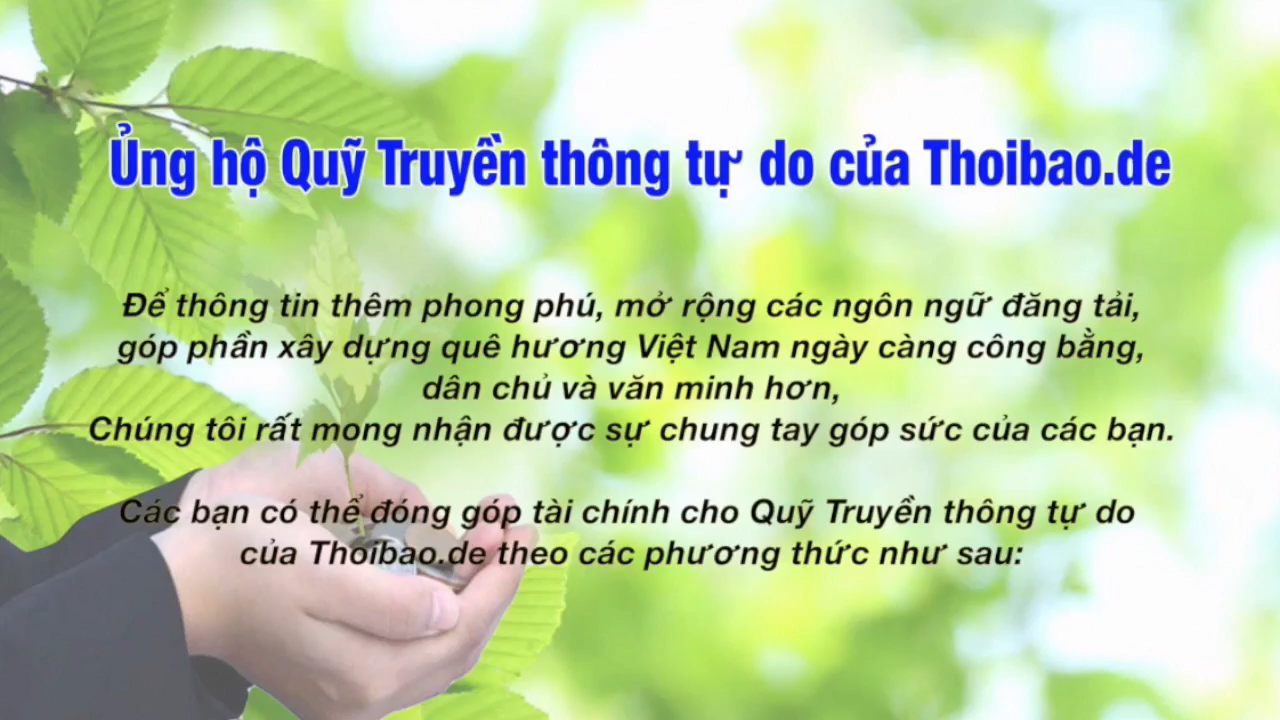 Ủng hộ Quỹ Truyền thông tự do của Thoibao.de
Để thông tin thêm phong phú, mở rộng các ngôn ngữ đăng tải,
góp phần xây dựng quê hương Việt Nam ngày càng công bằng,
dân chủ và văn minh hơn,
Chúng tôi rất mong nhận được sự chung tay góp sức của các bạn.
Các bạn có thể đóng góp tài chính cho Quỹ Truyền thông tự do
của Thoibao.de theo các phương thức như sau: